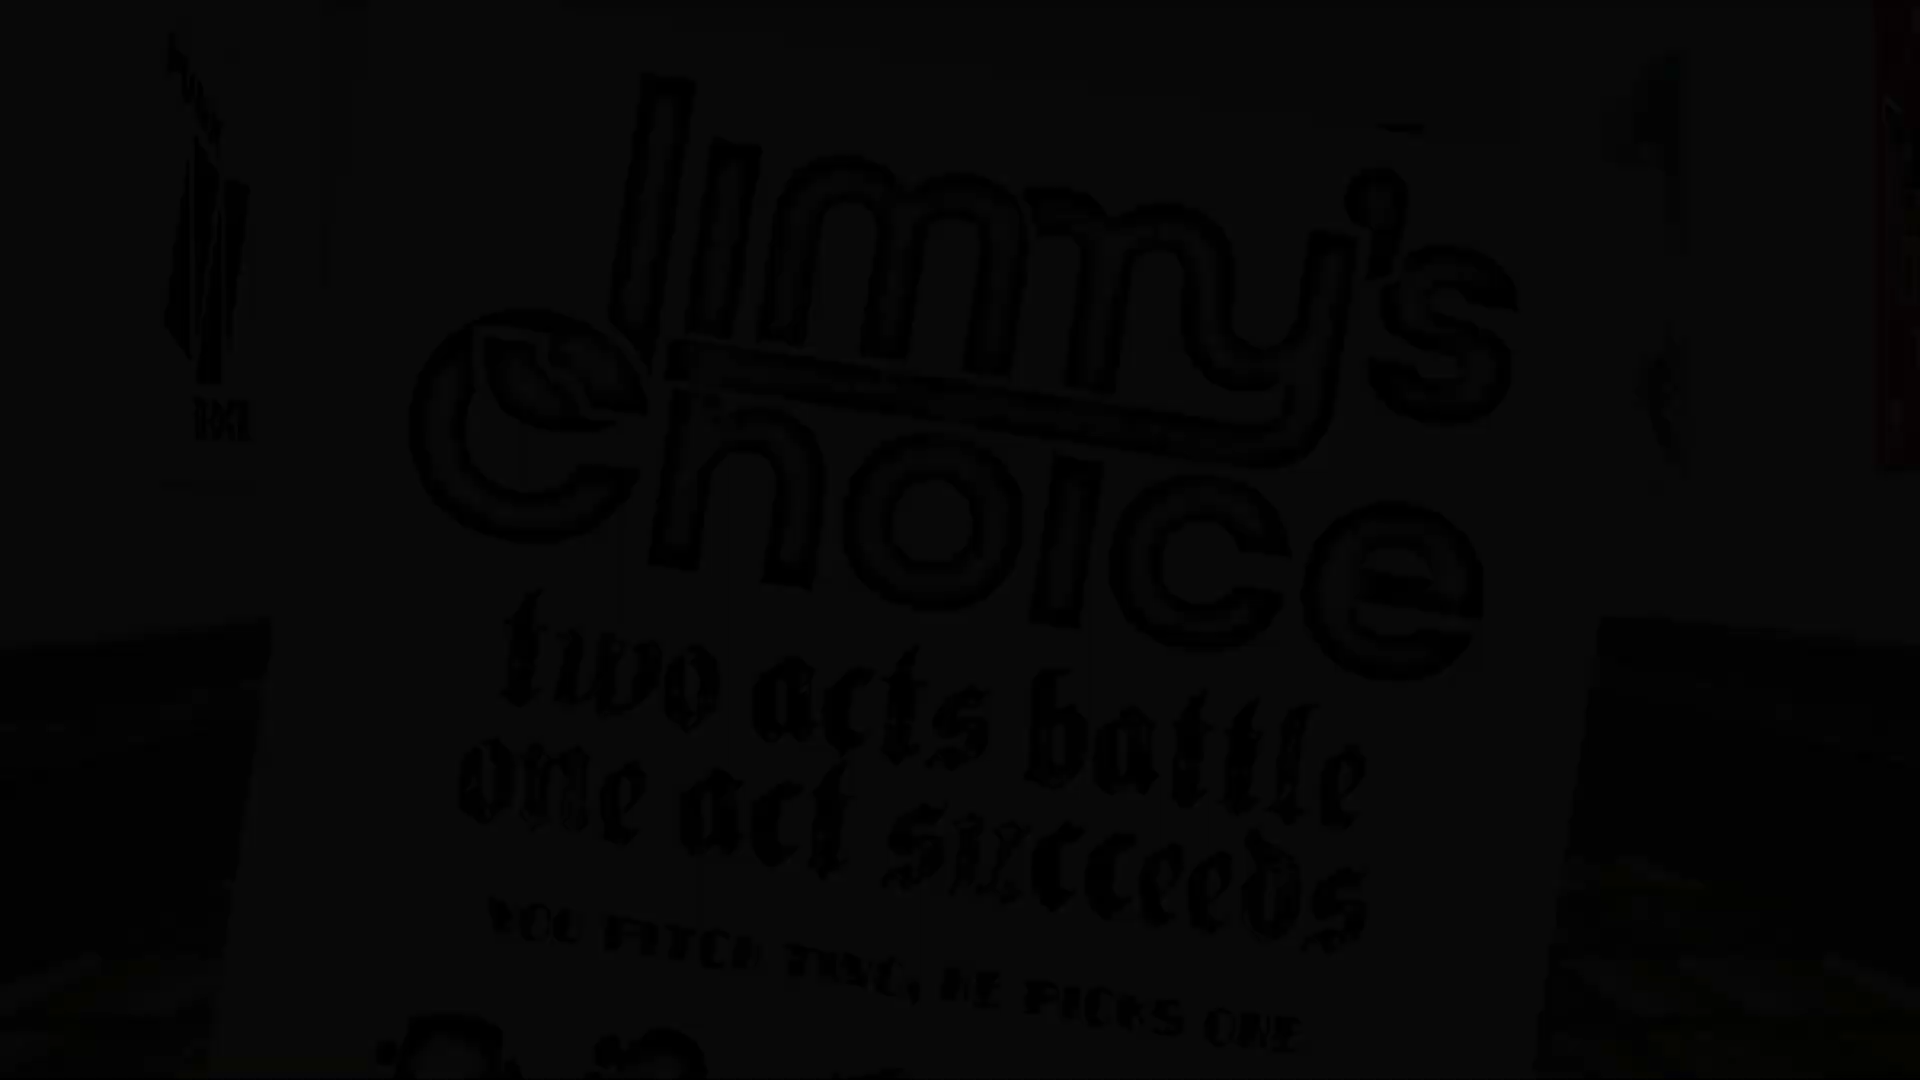 Jimmy's
Choice
two acts battle
one act succeeds
YOU PITCH TWO, HE PICKS ONE